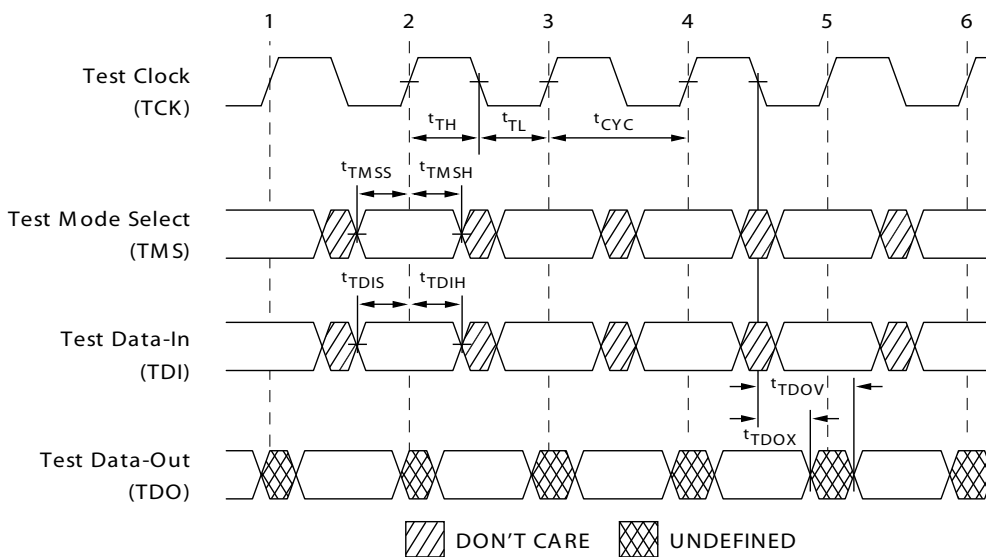 1 2 3 4 5 6
Test Clock
(TCK)
tTH tTL tCYC
tTMSS tTMSH
Test Mode Select
(TMS)
tTDIS tTDIH
Test Data-In
(TDI)
tTDOV
tTDOX
Test Data-Out
(TDO)
DON'T CARE UNDEFINED